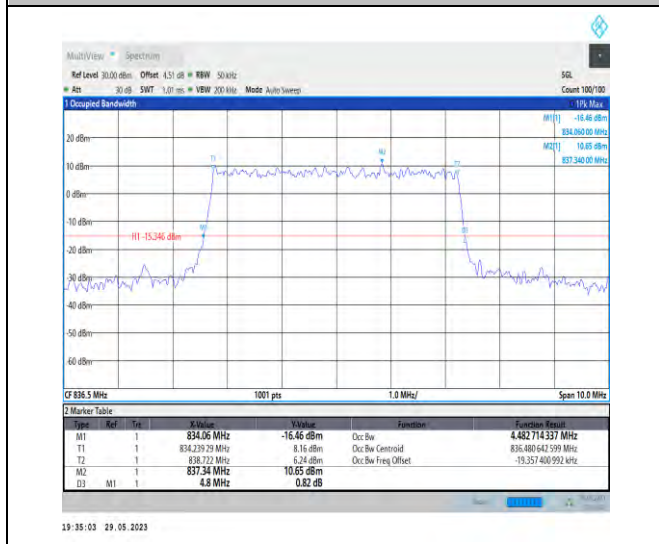 MultiView Spectrum
Ref Level 30.00 dBm Offset 4.51 dB RBW 50 kHz SGL
Att 30 dB SWT 1.01 ms VBW 200 kHz Mode Auto Sweep Count 100/100
1 Occupied Bandwidth 1Pk Max
M1[1] -16.46 dBm
834.060 00 MHz
M2[1] 10.65 dBm
837.340 00 MHz
20 dBm
10 dBm
0 dBm
-10 dBm
-20 dBm
-30 dBm
-40 dBm
-50 dBm
-60 dBm
T1
M2
T2
M1
D3
H1 -15.346 dBm
CF 836.5 MHz 1001 pts 1.0 MHz/ Span 10.0 MHz
2 Marker Table
Type Ref Trc X-Value Y-Value Function Function Result
M1 1 834.06 MHz -16.46 dBm Occ Bw 4.482 714 337 MHz
T1 1 834.239 29 MHz 8.16 dBm Occ Bw Centroid 836.480 642 599 MHz
T2 1 838.722 MHz 6.24 dBm Occ Bw Freq Offset -19.357 400 992 kHz
M2 1 837.34 MHz 10.65 dBm
D3 M1 1 4.8 MHz 0.82 dB
19:35:03 29.05.2023